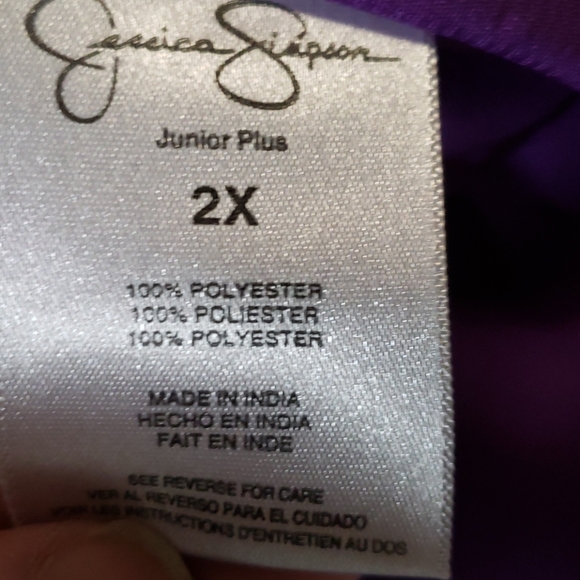 Jessica Simpson
Junior Plus
2X
100% POLYESTER
100% POLIESTER
100% POLYESTER
MADE IN INDIA
HECHO EN INDIA
FAIT EN INDE
SEE REVERSE FOR CARE
VER AL REVERSO PARA EL CUIDADO
VOIR LES INSTRUCTIONS D'ENTRETIEN AU DOS